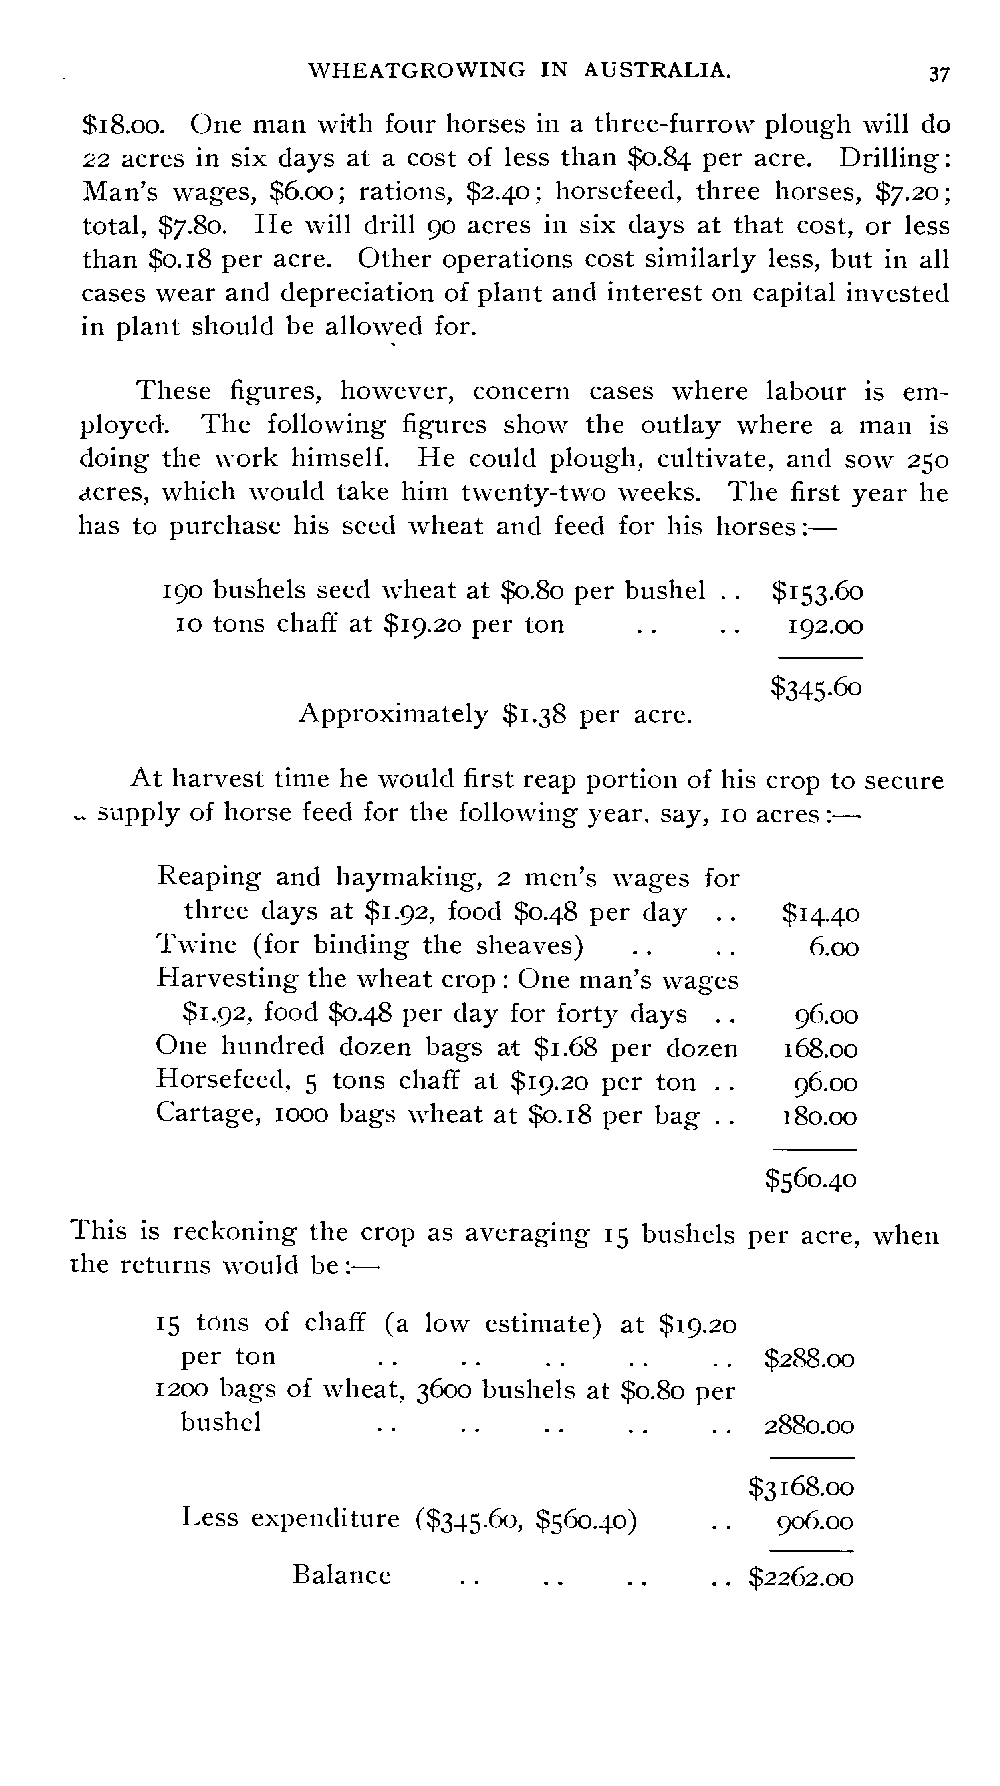 WHEATGROWING IN AUSTRALIA. 37
$18.00. One man with four horses in a three-furrow plough will do
22 acres in six days at a cost of less than $0.84 per acre. Drilling:
Man's wages, $6.00; rations, $2.40; horsefeed, three horses, $7.20;
total, $7.80. He will drill 90 acres in six days at that cost, or less
than $0.18 per acre. Other operations cost similarly less, but in all
cases wear and depreciation of plant and interest on capital invested
in plant should be allowed for.
These figures, however, concern cases where labour is em-
ployed. The following figures show the outlay where a man is
doing the work himself. He could plough, cultivate, and sow 250
acres, which would take him twenty-two weeks. The first year he
has to purchase his seed wheat and feed for his horses:—
190 bushels seed wheat at $0.80 per bushel .. $153.60
10 tons chaff at $19.20 per ton .. .. 192.00
$345.60
Approximately $1.38 per acre.
At harvest time he would first reap portion of his crop to secure
supply of horse feed for the following year, say, 10 acres:—
Reaping and haymaking, 2 men's wages for
three days at $1.92, food $0.48 per day .. $14.40
Twine (for binding the sheaves) .. .. 6.00
Harvesting the wheat crop: One man's wages
$1.92, food $0.48 per day for forty days .. 96.00
One hundred dozen bags at $1.68 per dozen 168.00
Horsefeed, 5 tons chaff at $19.20 per ton .. 96.00
Cartage, 1000 bags wheat at $0.18 per bag .. 180.00
$560.40
This is reckoning the crop as averaging 15 bushels per acre, when
the returns would be:—
15 tons of chaff (a low estimate) at $19.20
per ton .. .. .. .. .. $288.00
1200 bags of wheat, 3600 bushels at $0.80 per
bushel .. .. .. .. .. 2880.00
$3168.00
Less expenditure ($345.60, $560.40) .. 906.00
Balance .. .. .. .. $2262.00